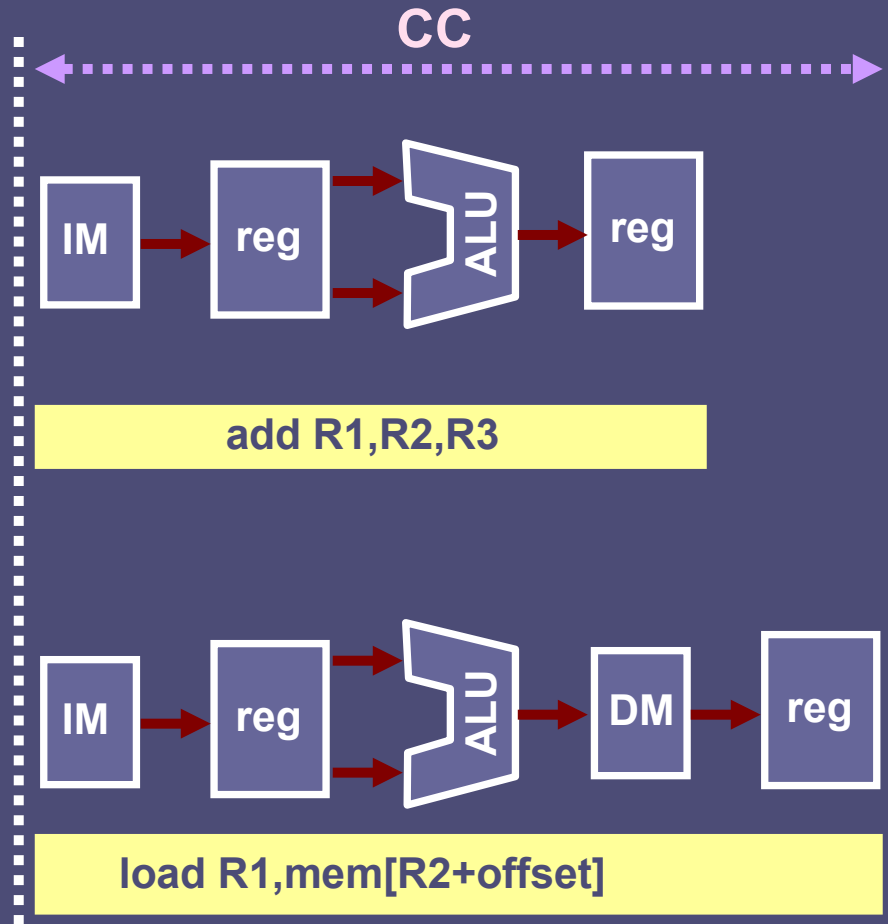 CC
IM
reg
ALU
reg
add R1,R2,R3
IM
reg
ALU
DM
reg
load R1,mem[R2+offset]